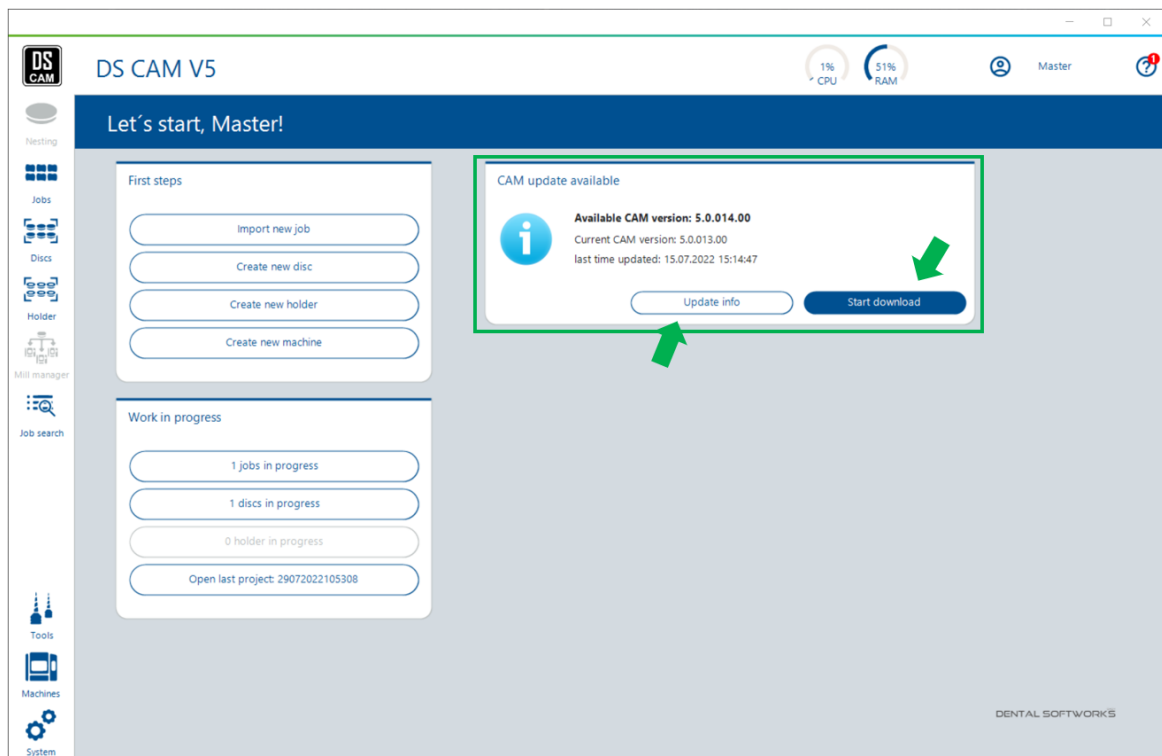 DS
CAM
DS CAM V5
1%
CPU
51%
RAM
Master
1
Let´s start, Master!
Nesting
Jobs
Discs
Holder
Mill manager
Job search
Tools
Machines
System
First steps
Import new job
Create new disc
Create new holder
Create new machine
Work in progress
1 jobs in progress
1 discs in progress
0 holder in progress
Open last project: 29072022105308
CAM update available
Available CAM version: 5.0.014.00
Current CAM version: 5.0.013.00
last time updated: 15.07.2022 15:14:47
Update info
Start download
DENTAL SOFTWORKS